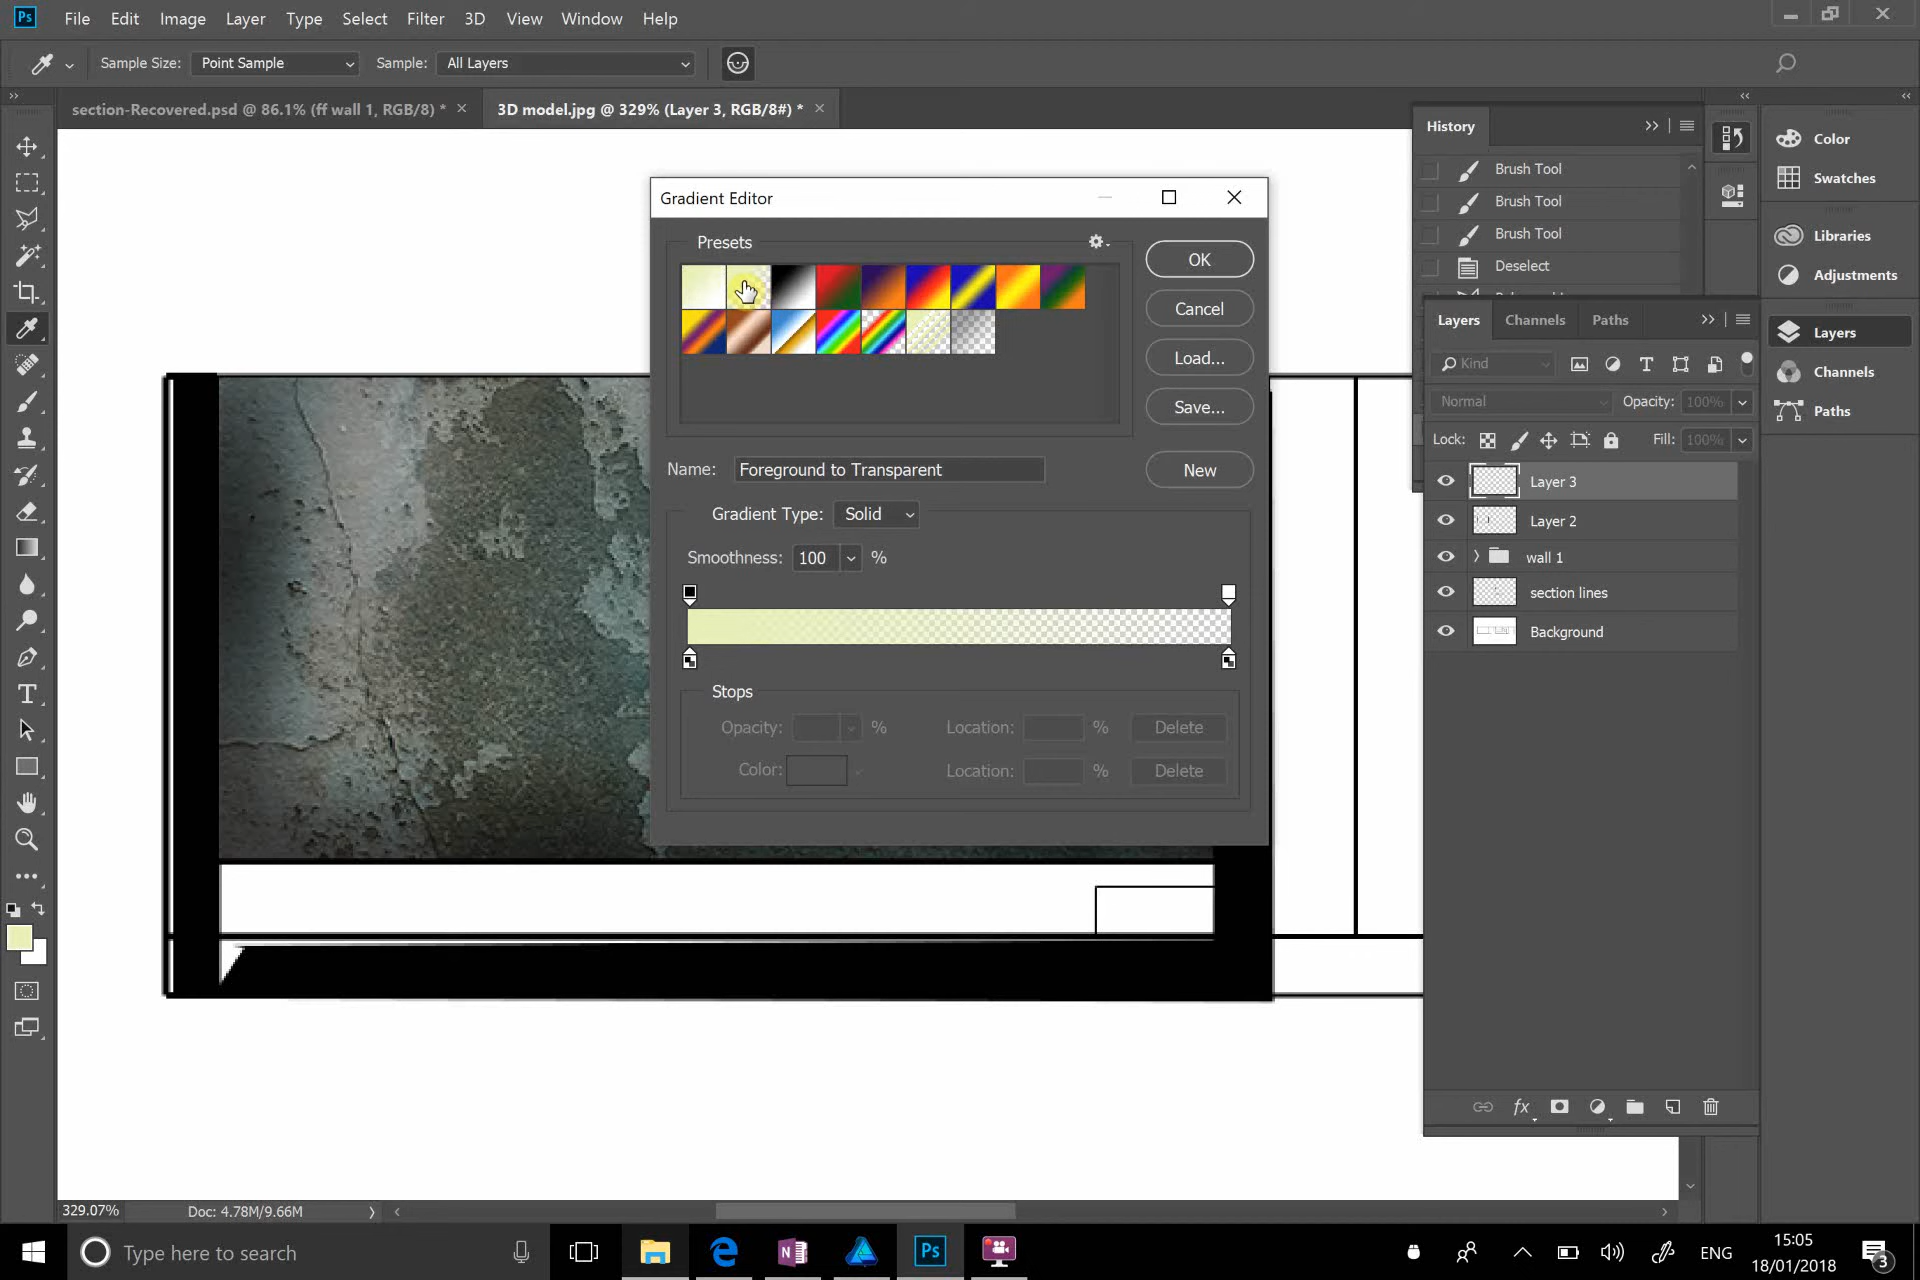 Ps File Edit Image Layer Type Select Filter 3D View Window Help
Sample Size: Point Sample Sample: All Layers
section-Recovered.psd @ 86.1% (ff wall 1, RGB/8) * × 3D model.jpg @ 329% (Layer 3, RGB/8#) * ×
History
Brush Tool
Brush Tool
Brush Tool
Deselect
Color
Swatches
Libraries
Adjustments
Layers
Channels
Paths
Gradient Editor
Presets
OK
Cancel
Load...
Save...
Name: Foreground to Transparent
New
Gradient Type: Solid
Smoothness: 100 %
Stops
Opacity: % Location: % Delete
Color: Location: % Delete
Layers Channels Paths
Kind
Normal Opacity: 100%
Lock: Fill: 100%
Layer 3
Layer 2
wall 1
section lines
Background
fx
329.07% Doc: 4.78M/9.66M
Type here to search
Ps
ENG
15:05
18/01/2018
3